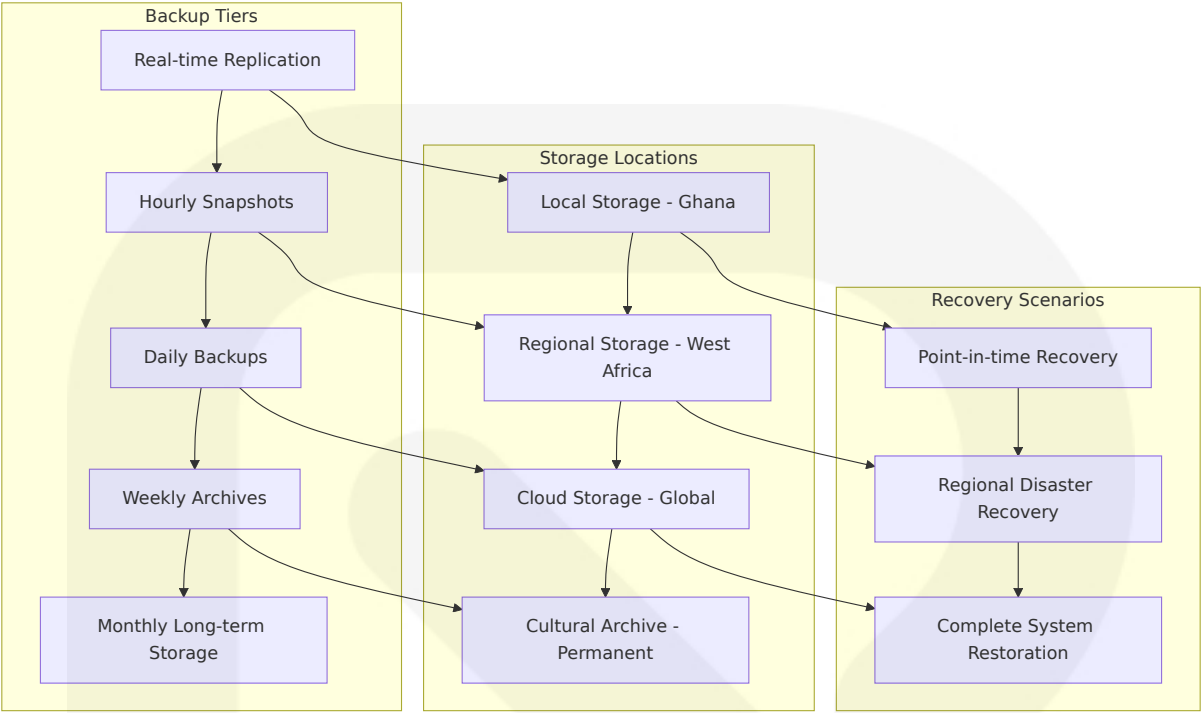 Backup Tiers
Real-time Replication
Hourly Snapshots
Daily Backups
Weekly Archives
Monthly Long-term
Storage
Storage Locations
Local Storage - Ghana
Regional Storage - West
Africa
Cloud Storage - Global
Cultural Archive -
Permanent
Recovery Scenarios
Point-in-time Recovery
Regional Disaster
Recovery
Complete System
Restoration